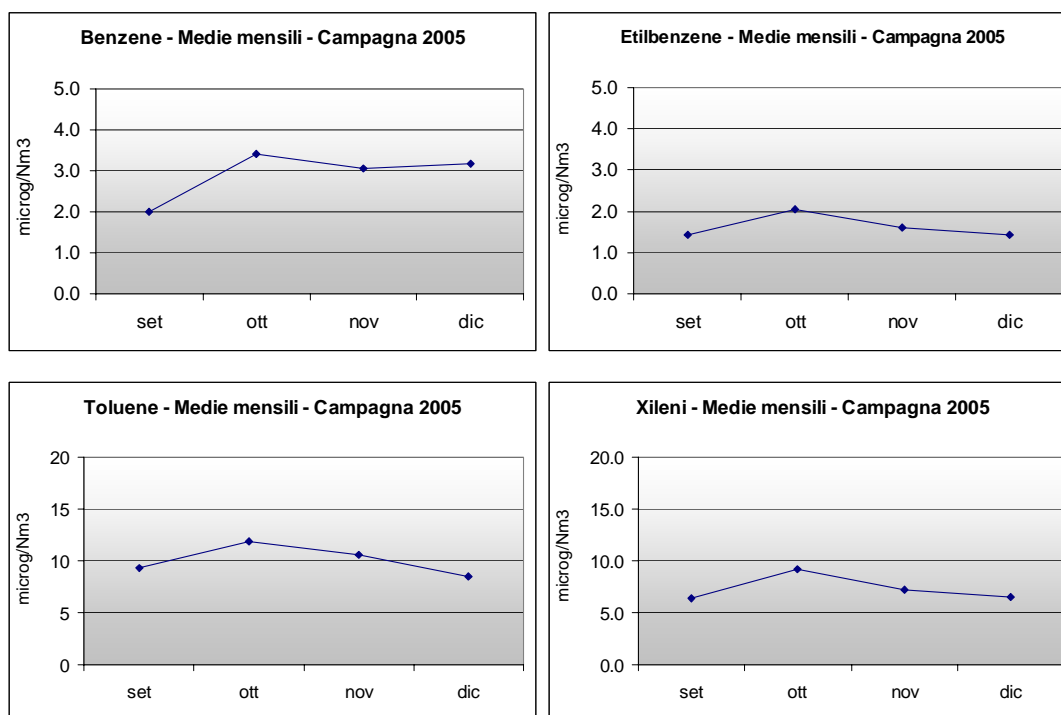 Benzene - Medie mensili - Campagna 2005
5.0
4.0
3.0
2.0
1.0
0.0
microg/Nm3
set ott nov dic
Etilbenzene - Medie mensili - Campagna 2005
5.0
4.0
3.0
2.0
1.0
0.0
microg/Nm3
set ott nov dic
Toluene - Medie mensili - Campagna 2005
20
15
10
5
0
microg/Nm3
set ott nov dic
Xileni - Medie mensili - Campagna 2005
20.0
15.0
10.0
5.0
0.0
microg/Nm3
set ott nov dic